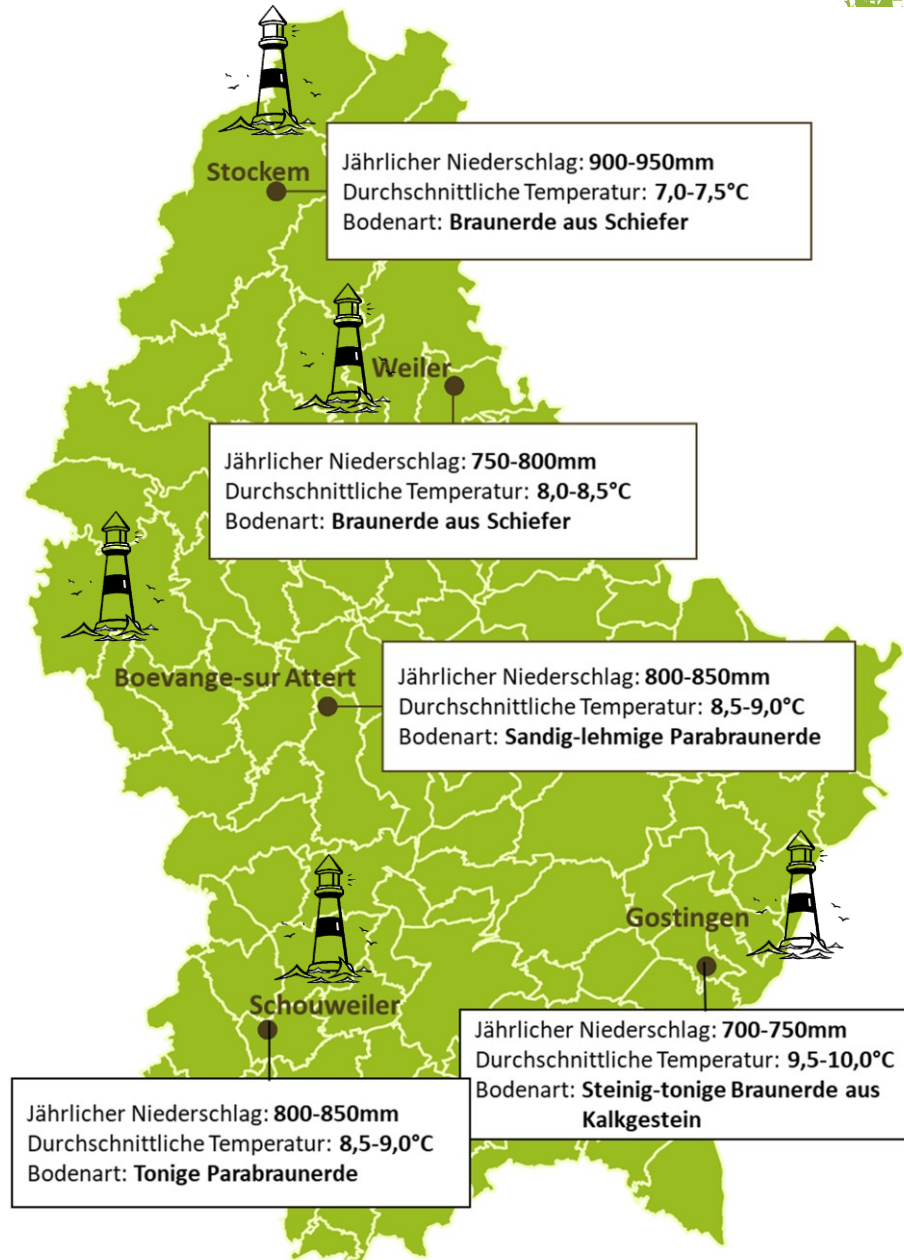 Stockem
Jährlicher Niederschlag: 900-950mm
Durchschnittliche Temperatur: 7,0-7,5°C
Bodenart: Braunerde aus Schiefer
Weiler
Jährlicher Niederschlag: 750-800mm
Durchschnittliche Temperatur: 8,0-8,5°C
Bodenart: Braunerde aus Schiefer
Boevange-sur Attert
Jährlicher Niederschlag: 800-850mm
Durchschnittliche Temperatur: 8,5-9,0°C
Bodenart: Sandig-lehmige Parabraunerde
Gostingen
Jährlicher Niederschlag: 700-750mm
Durchschnittliche Temperatur: 9,5-10,0°C
Bodenart: Steinig-tonige Braunerde aus
Kalkgestein
Schouweiler
Jährlicher Niederschlag: 800-850mm
Durchschnittliche Temperatur: 8,5-9,0°C
Bodenart: Tonige Parabraunerde